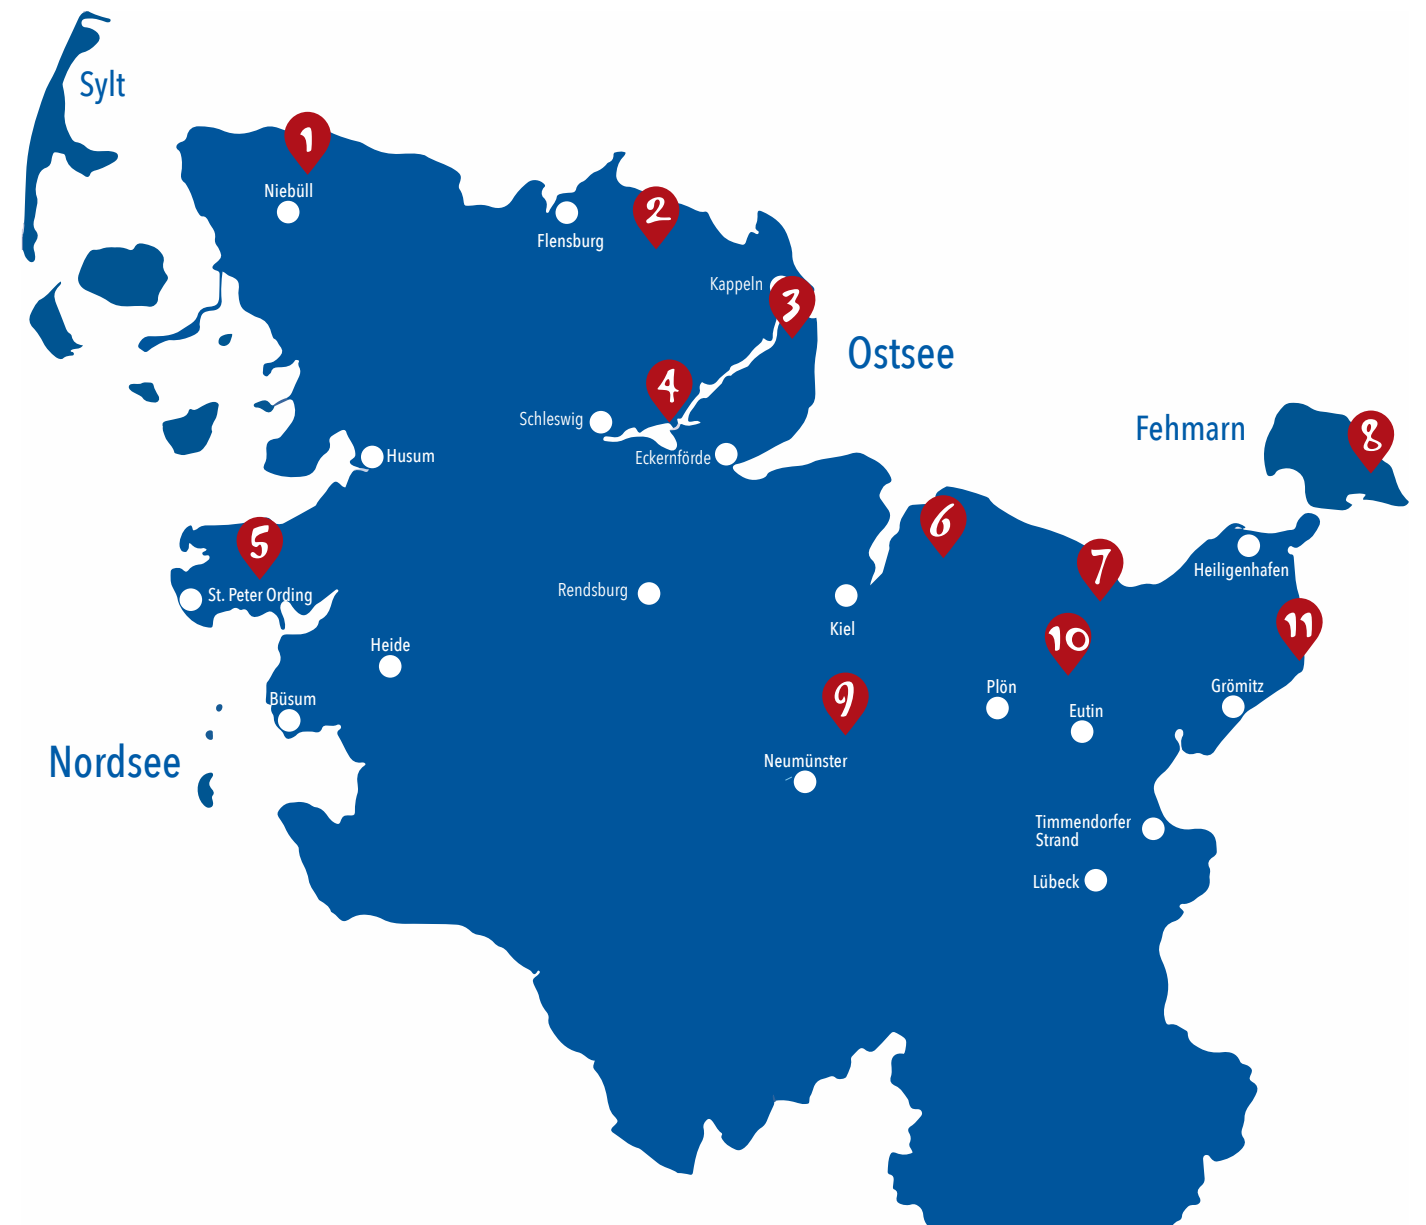 Sylt
1
Niebüll
2
Flensburg
Kappeln
3
Ostsee
4
Schleswig
Eckernförde
Fehmarn
8
Husum
5
St. Peter Ording
6
7
Heiligenhafen
Rendsburg
Kiel
11
10
Heide
Büsum
9
Plön
Eutin
Grömitz
Nordsee
Neumünster
Timmendorfer
Strand
Lübeck